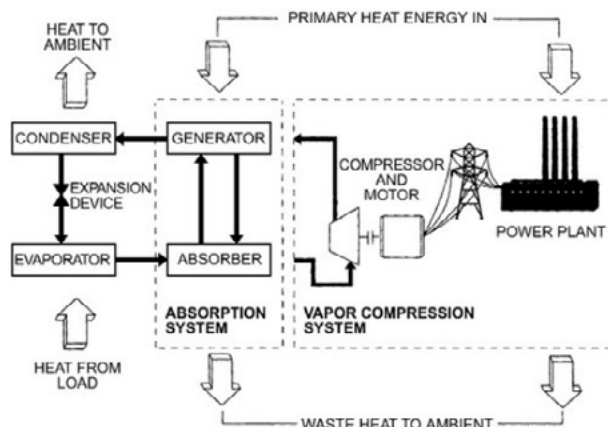 HEAT TO
AMBIENT
PRIMARY HEAT ENERGY IN
CONDENSER
GENERATOR
EXPANSION
DEVICE
COMPRESSOR
AND
MOTOR
POWER PLANT
EVAPORATOR
ABSORBER
ABSORPTION
SYSTEM
VAPOR COMPRESSION
SYSTEM
HEAT FROM
LOAD
WASTE HEAT TO AMBIENT